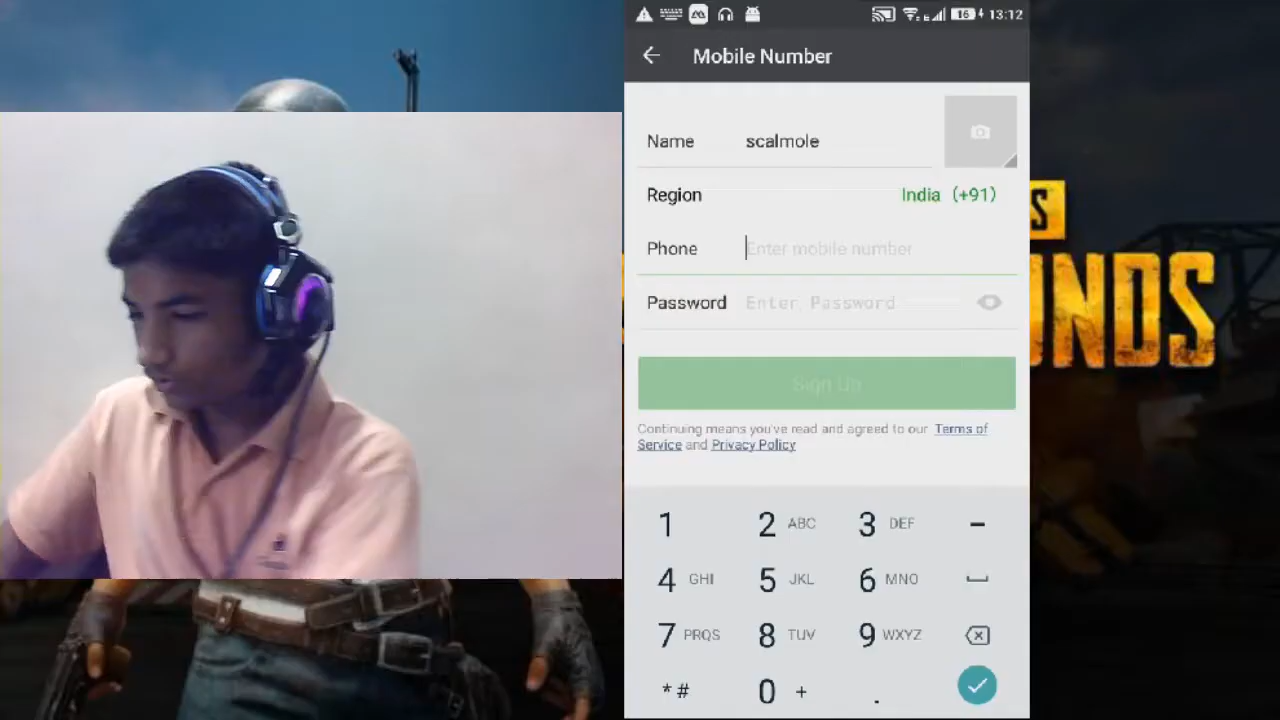 16 13:12
Mobile Number
Name scalmole
Region India (+91)
Phone Enter mobile number
Password Enter Password
Sign Up
Continuing means you've read and agreed to our Terms of
Service and Privacy Policy
1 2 ABC 3 DEF -
4 GHI 5 JKL 6 MNO
7 PRQS 8 TUV 9 WXYZ
*# 0 + .
S
UNDS